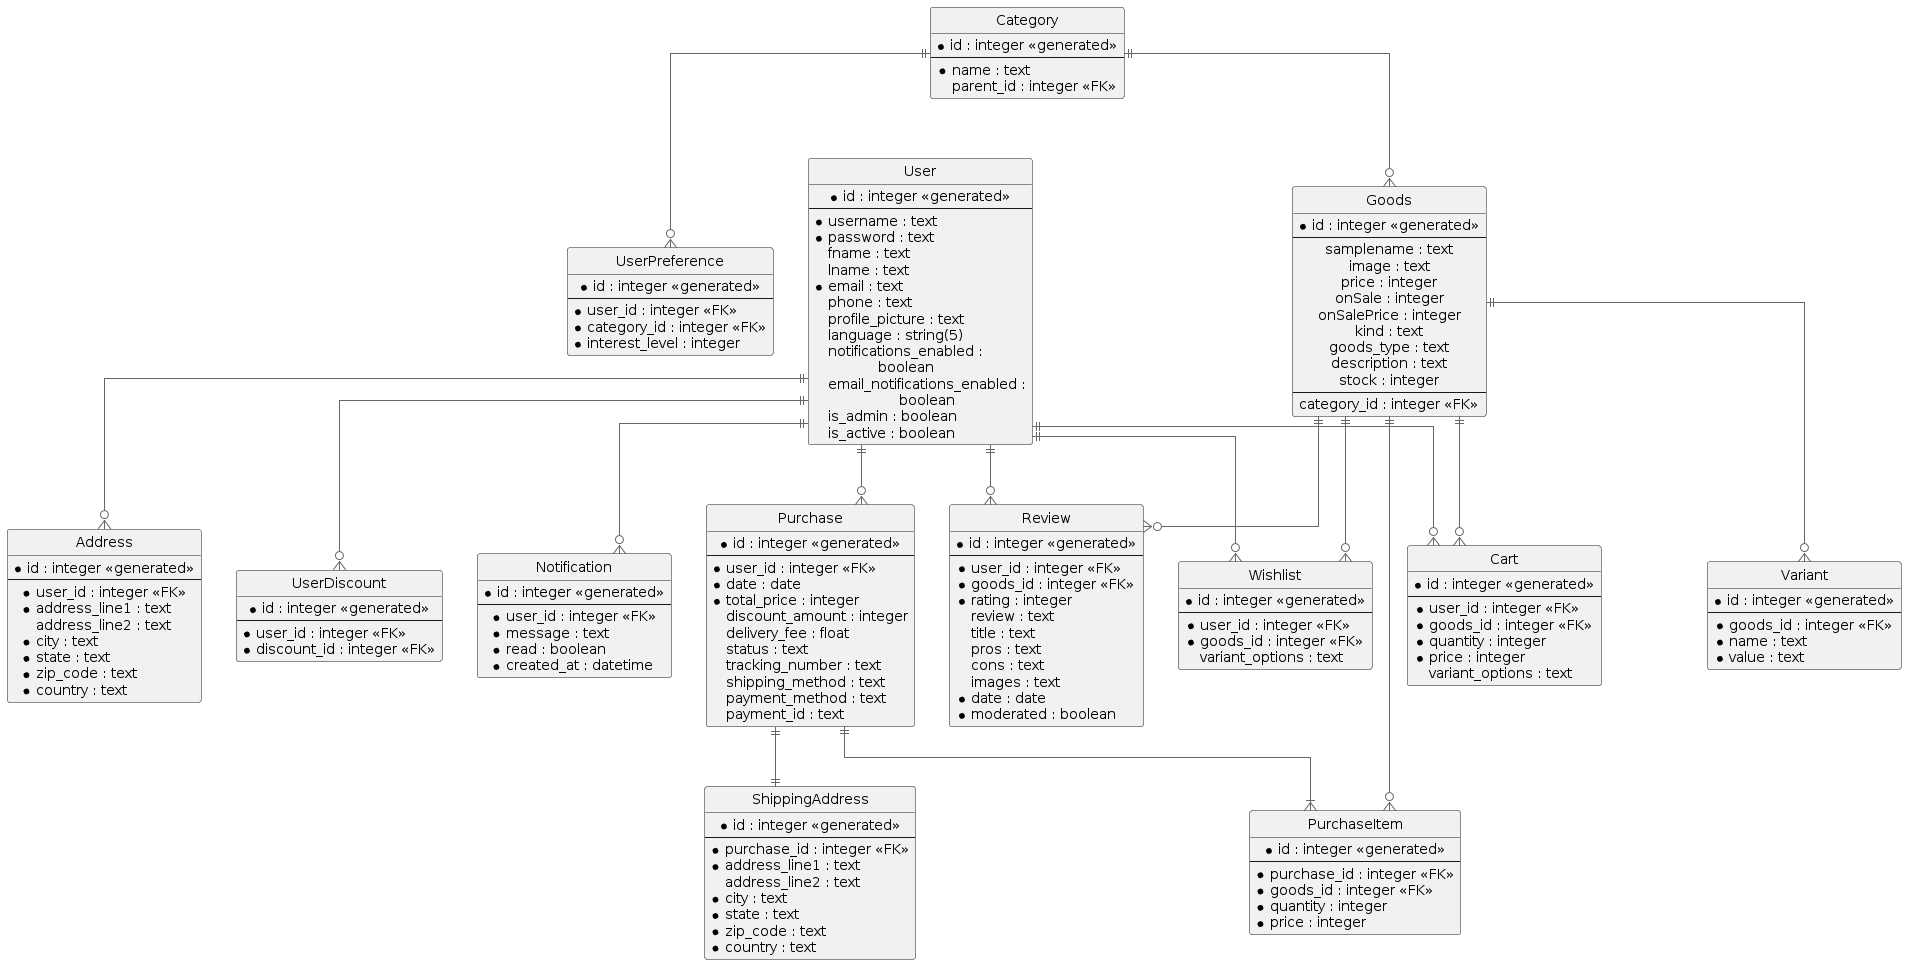 Category
id : integer «generated»
name : text
parent_id : integer «FK»
User
id : integer «generated»
username : text
password : text
fname : text
lname : text
email : text
phone : text
profile_picture : text
language : string(5)
notifications_enabled :
boolean
email_notifications_enabled :
boolean
is_admin : boolean
is_active : boolean
Goods
id : integer «generated»
samplename : text
image : text
price : integer
onSale : integer
onSalePrice : integer
kind : text
goods_type : text
description : text
stock : integer
category_id : integer «FK»
UserPreference
id : integer «generated»
user_id : integer «FK»
category_id : integer «FK»
interest_level : integer
Address
id : integer «generated»
user_id : integer «FK»
address_line1 : text
address_line2 : text
city : text
state : text
zip_code : text
country : text
UserDiscount
id : integer «generated»
user_id : integer «FK»
discount_id : integer «FK»
Notification
id : integer «generated»
user_id : integer «FK»
message : text
read : boolean
created_at : datetime
Purchase
id : integer «generated»
user_id : integer «FK»
date : date
total_price : integer
discount_amount : integer
delivery_fee : float
status : text
tracking_number : text
shipping_method : text
payment_method : text
payment_id : text
Review
id : integer «generated»
user_id : integer «FK»
goods_id : integer «FK»
rating : integer
review : text
title : text
pros : text
cons : text
images : text
date : date
moderated : boolean
Wishlist
id : integer «generated»
user_id : integer «FK»
goods_id : integer «FK»
variant_options : text
Cart
id : integer «generated»
user_id : integer «FK»
goods_id : integer «FK»
quantity : integer
price : integer
variant_options : text
Variant
id : integer «generated»
goods_id : integer «FK»
name : text
value : text
ShippingAddress
id : integer «generated»
purchase_id : integer «FK»
address_line1 : text
address_line2 : text
city : text
state : text
zip_code : text
country : text
PurchaseItem
id : integer «generated»
purchase_id : integer «FK»
goods_id : integer «FK»
quantity : integer
price : integer